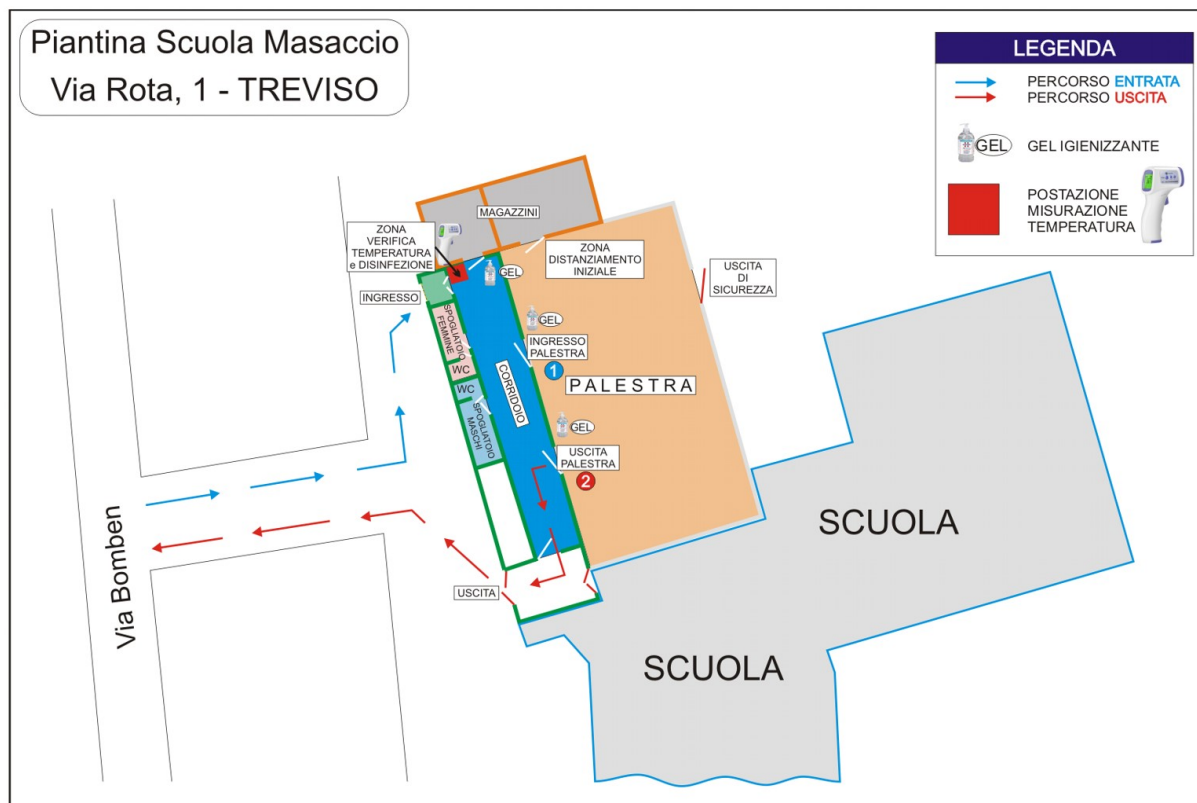 Piantina Scuola Masaccio
Via Rota, 1 - TREVISO
LEGENDA
PERCORSO ENTRATA
PERCORSO USCITA
GEL
GEL IGIENIZZANTE
POSTAZIONE
MISURAZIONE
TEMPERATURA
MAGAZZINI
ZONA
VERIFICA
TEMPERATURA
e DISINFEZIONE
ZONA
DISTANZIAMENTO
INIZIALE
USCITA
DI
SICUREZZA
GEL
INGRESSO
GEL
SPOGLIATOIO
FEMMINE
INGRESSO
PALESTRA
1
WC
WC
CORRIDOIO
PALESTRA
SPOGLIATOIO
MASCHI
GEL
USCITA
PALESTRA
2
SCUOLA
Via Bomben
USCITA
SCUOLA